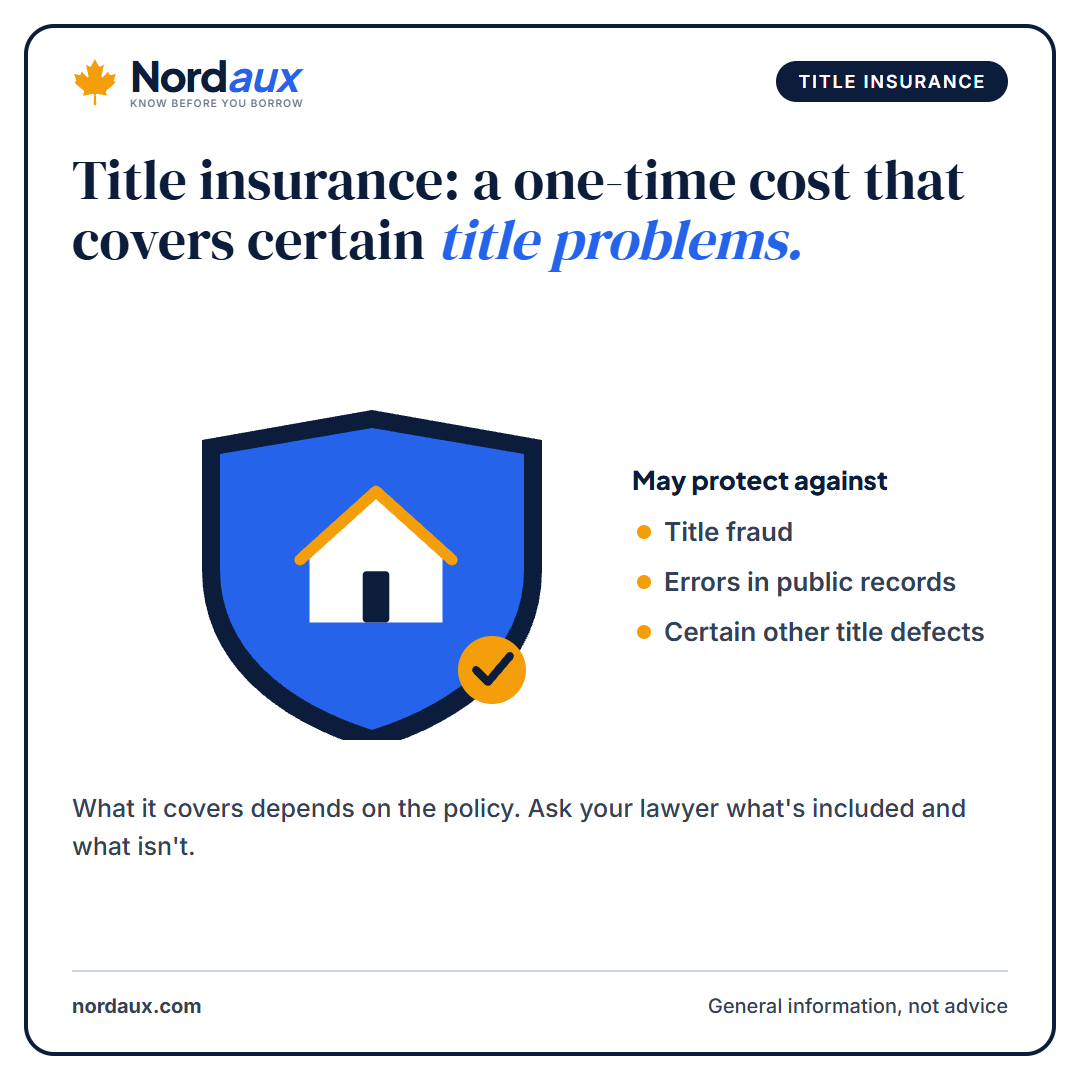 Nordaux
KNOW BEFORE YOU BORROW
TITLE INSURANCE
Title insurance: a one-time cost that
covers certain title problems.
May protect against
Title fraud
Errors in public records
Certain other title defects
What it covers depends on the policy. Ask your lawyer what's included and
what isn't.
nordaux.com
General information, not advice